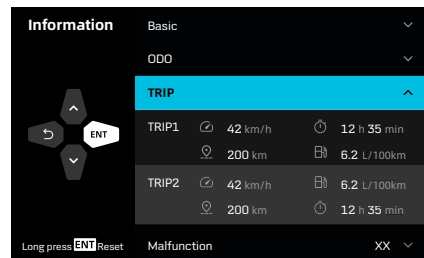 Information
Basic
ODO
TRIP
ENT
TRIP1 42 km/h 12 h 35 min
200 km 6.2 L/100km
TRIP2 42 km/h 6.2 L/100km
200 km 12 h 35 min
Long press ENT Reset
Malfunction XX